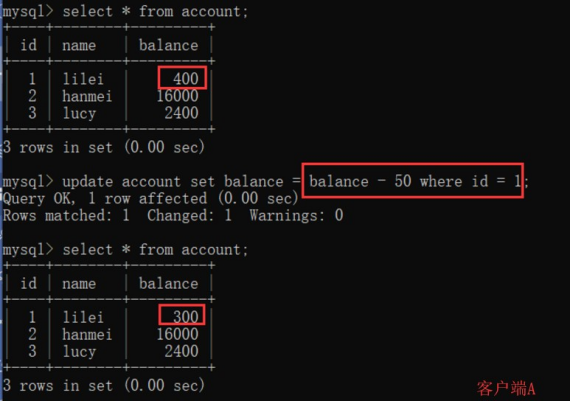 mysql> select * from account;
+----+--------+---------+
| id | name   | balance |
+----+--------+---------+
|  1 | lilei  |     400 |
|  2 | hanmei |   16000 |
|  3 | lucy   |    2400 |
+----+--------+---------+
3 rows in set (0.00 sec)
mysql> update account set balance = balance - 50 where id = 1;
Query OK, 1 row affected (0.00 sec)
Rows matched: 1  Changed: 1  Warnings: 0
mysql> select * from account;
+----+--------+---------+
| id | name   | balance |
+----+--------+---------+
|  1 | lilei  |     300 |
|  2 | hanmei |   16000 |
|  3 | lucy   |    2400 |
+----+--------+---------+
3 rows in set (0.00 sec)
客户端A